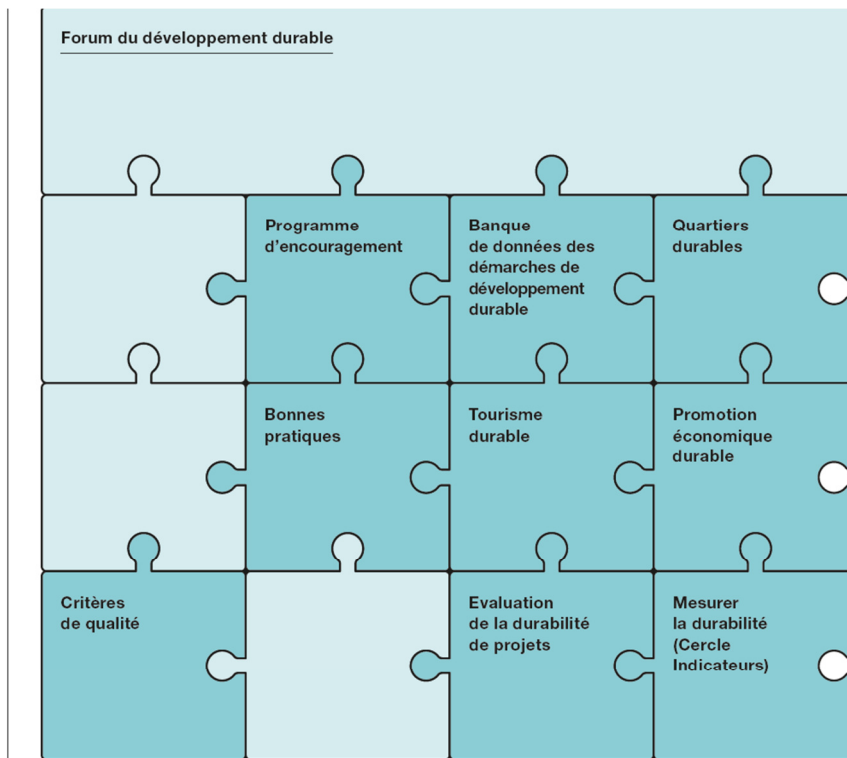 Forum du développement durable
Programme
d'encouragement
Banque
de données des
démarches de
développement
durable
Quartiers
durables
Bonnes
pratiques
Tourisme
durable
Promotion
économique
durable
Critères
de qualité
Evaluation
de la durabilité
de projets
Mesurer
la durabilité
(Cercle
Indicateurs)